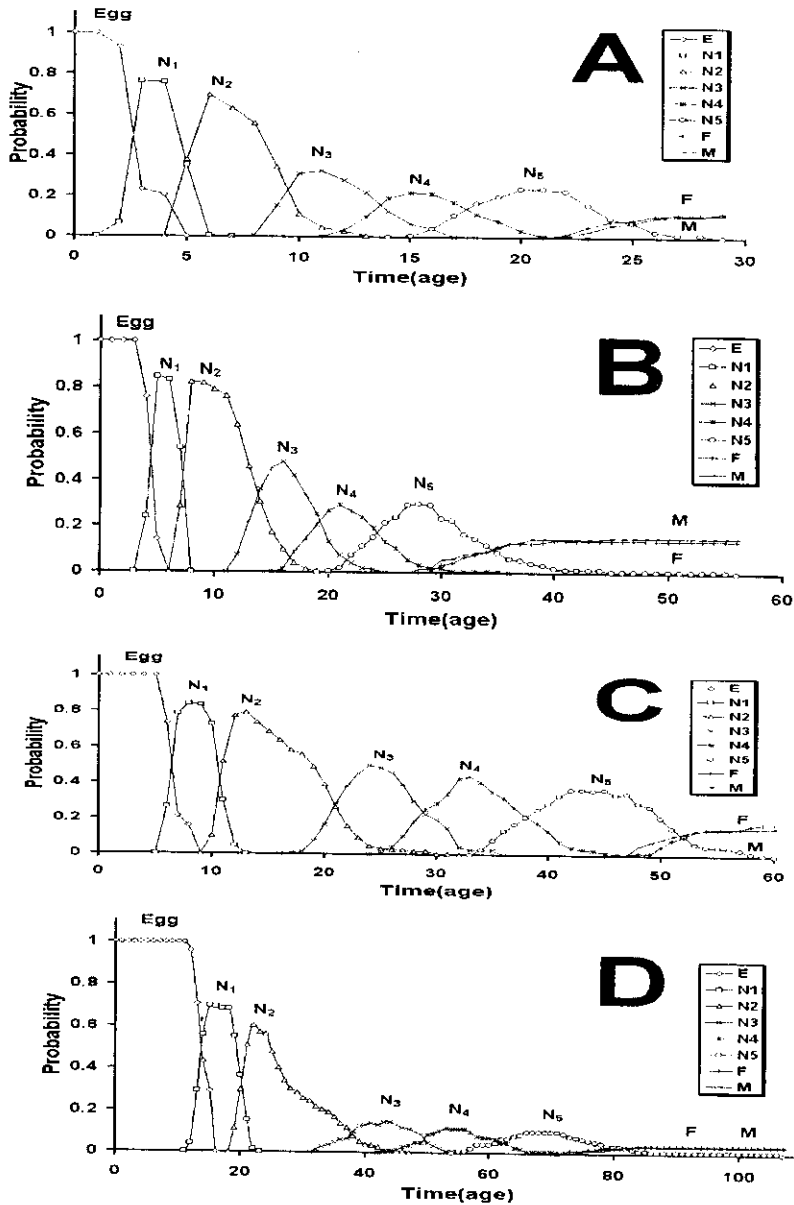 Egg
A
E
N1
N2
N3
N4
N5
F
M
Probability
1
0.8
0.6
0.4
0.2
0
N1
N2
N3
N4
N5
F
M
0 5 10 15 20 25 30
Time(age)
Egg
B
E
N1
N2
N3
N4
N5
F
M
Probability
1
0.8
0.6
0.4
0.2
0
N1
N2
N3
N4
N5
M
F
0 10 20 30 40 50 60
Time(age)
Egg
C
E
N1
N2
N3
N4
N5
F
M
Probability
1
0.8
0.6
0.4
0.2
0
N1
N2
N3
N4
N5
F
M
0 10 20 30 40 50 60
Time(age)
Egg
D
E
N1
N2
N3
N4
N5
F
M
Probability
1
0.8
0.6
0.4
0.2
0
N1
N2
N3
N4
N5
F M
0 20 40 60 80 100
Time(age)